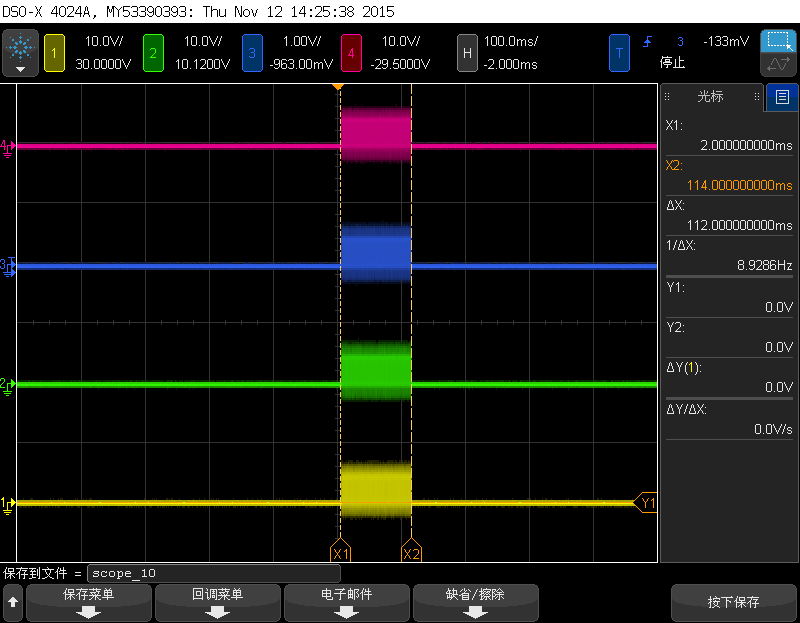 DSO-X 4024A, MY53390393: Thu Nov 12 14:25:38 2015
1 10.0V/ 2 10.0V/ 3 1.00V/ 4 10.0V/ H 100.0ms/ T 3 -133mV
30.0000V 10.1200V -963.00mV -29.5000V -2.000ms 停止
光标
X1:
2.000000000ms
X2:
114.000000000ms
ΔX:
112.000000000ms
1/ΔX:
8.9286Hz
Y1:
0.0V
Y2:
0.0V
ΔY(1):
0.0V
ΔY/ΔX:
0.0V/s
4
3 T
2
1
Y1
X1 X2
保存到文件 = scope_10
保存菜单 回调菜单 电子邮件 缺省/擦除 按下保存